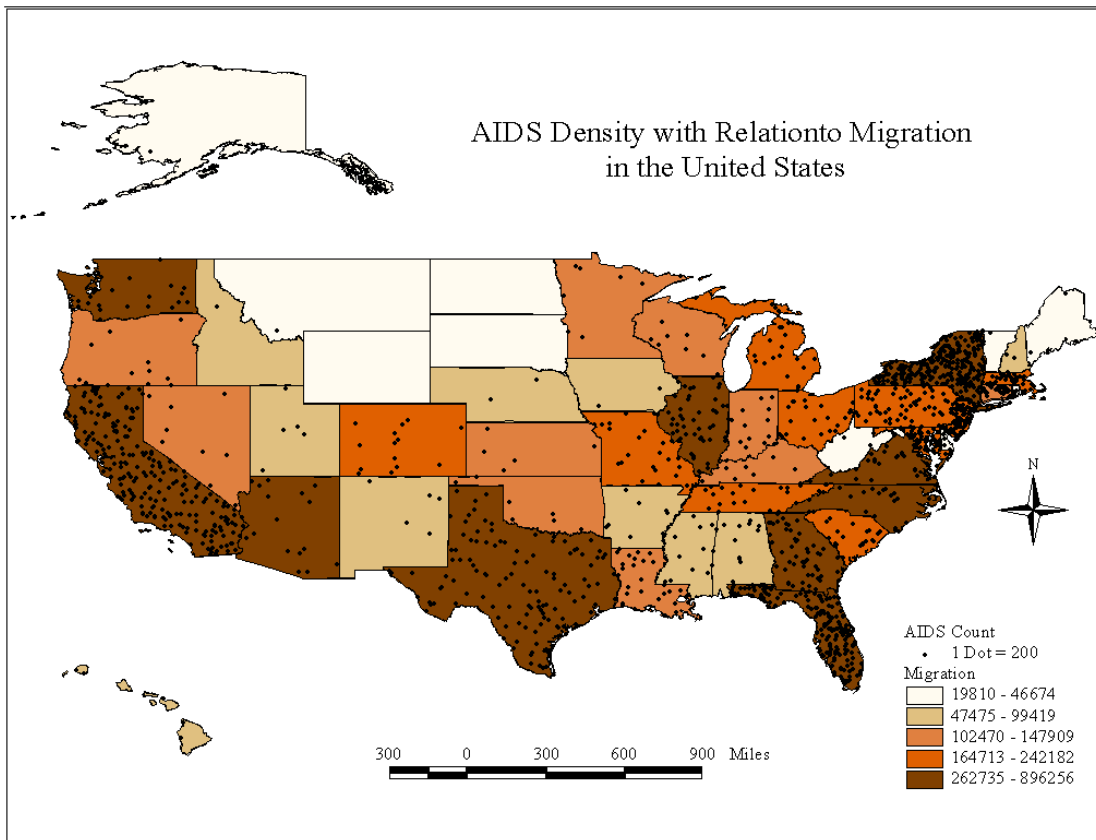 AIDS Density with Relationto Migration
in the United States
N
AIDS Count
1 Dot = 200
Migration
19810 - 46674
47475 - 99419
102470 - 147909
164713 - 242182
262735 - 896256
300 0 300 600 900 Miles